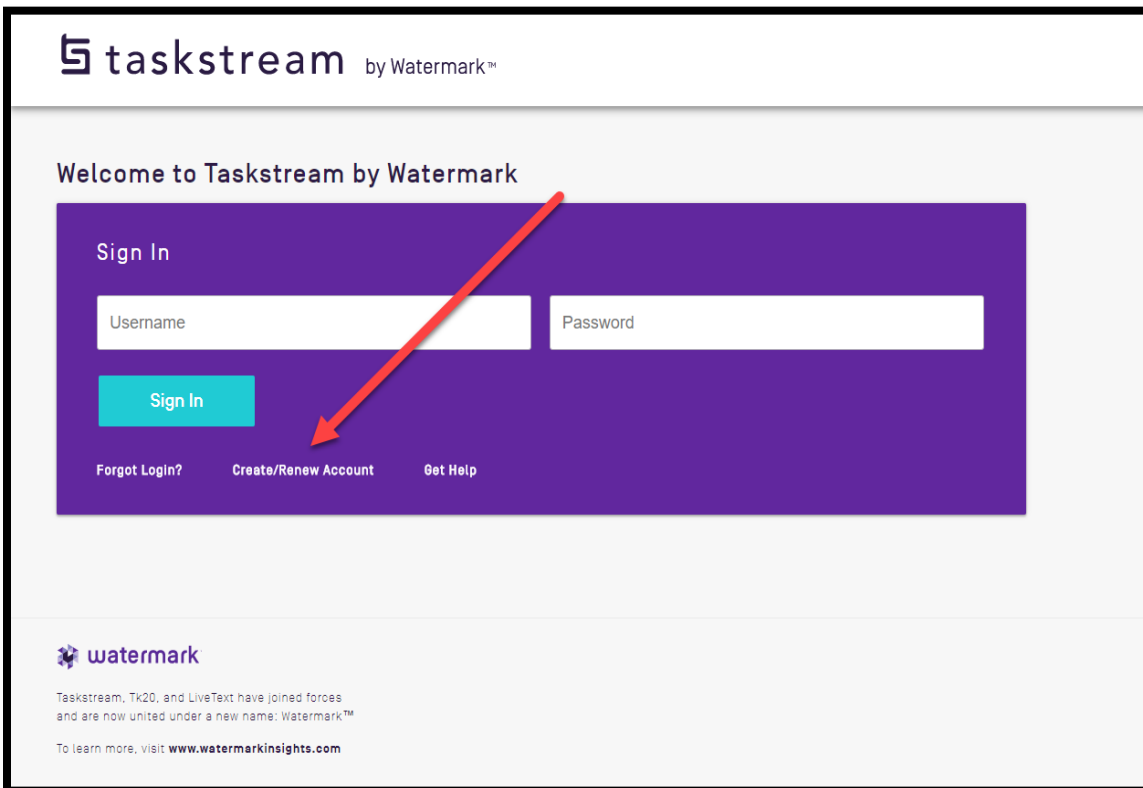 taskstream by Watermark™
Welcome to Taskstream by Watermark
Sign In
Username Password
Sign In
Forgot Login? Create/Renew Account Get Help
watermark
Taskstream, Tk20, and LiveText have joined forces
and are now united under a new name: Watermark™
To learn more, visit www.watermarkinsights.com